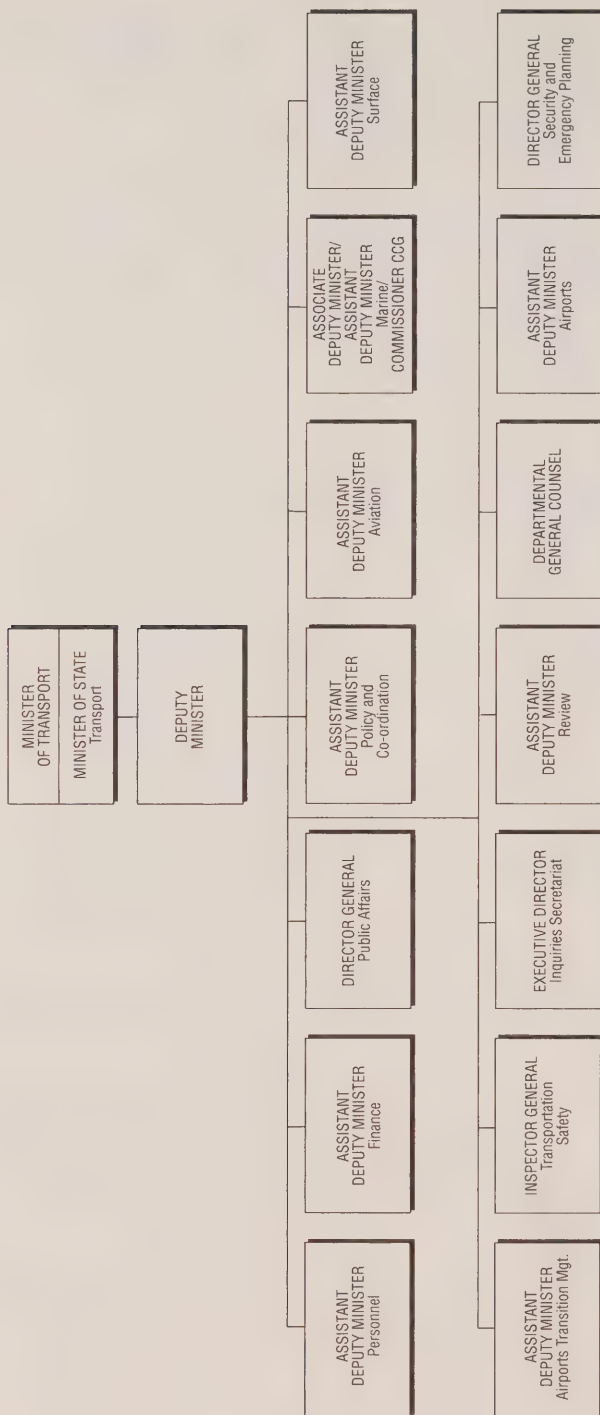 MINISTER
OF TRANSPORT
MINISTER OF STATE
Transport
DEPUTY
MINISTER
ASSISTANT
DEPUTY MINISTER
Personnel
ASSISTANT
DEPUTY MINISTER
Finance
DIRECTOR GENERAL
Public Affairs
ASSISTANT
DEPUTY MINISTER
Policy and
Co-ordination
ASSISTANT
DEPUTY MINISTER
Aviation
ASSOCIATE
DEPUTY MINISTER/
ASSISTANT
DEPUTY MINISTER
Marine/
COMMISSIONER CCG
ASSISTANT
DEPUTY MINISTER
Surface
ASSISTANT
DEPUTY MINISTER
Airports Transition Mgt.
INSPECTOR GENERAL
Transportation
Safety
EXECUTIVE DIRECTOR
Inquiries Secretariat
ASSISTANT
DEPUTY MINISTER
Review
DEPARTMENTAL
GENERAL COUNSEL
ASSISTANT
DEPUTY MINISTER
Airports
DIRECTOR GENERAL
Security and
Emergency Planning